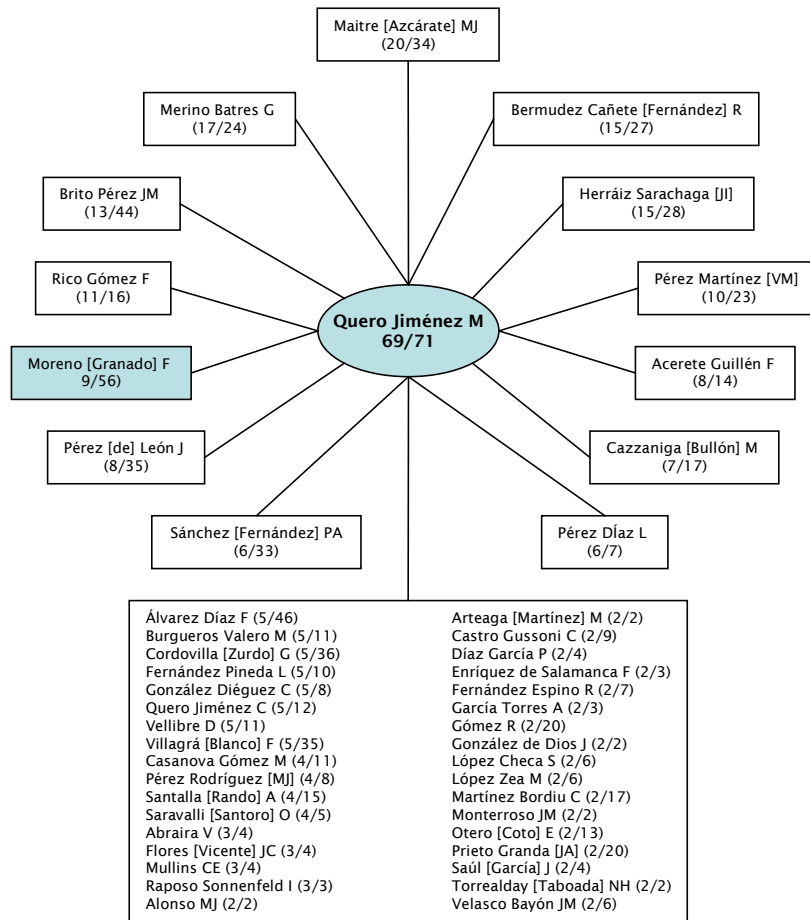 Maitre [Azcárate] MJ
(20/34)
Merino Batres G
(17/24)
Bermudez Cañete [Fernández] R
(15/27)
Brito Pérez JM
(13/44)
Herráiz Sarachaga [JI]
(15/28)
Rico Gómez F
(11/16)
Pérez Martínez [VM]
(10/23)
Quero Jiménez M
69/71
Moreno [Granado] F
9/56)
Acerete Guillén F
(8/14)
Pérez [de] León J
(8/35)
Cazzaniga [Bullón] M
(7/17)
Sánchez [Fernández] PA
(6/33)
Pérez DÍaz L
(6/7)
Álvarez Díaz F (5/46)
Burgueros Valero M (5/11)
Cordovilla [Zurdo] G (5/36)
Fernández Pineda L (5/10)
González Diéguez C (5/8)
Quero Jiménez C (5/12)
Vellibre D (5/11)
Villagrá [Blanco] F (5/35)
Casanova Gómez M (4/11)
Pérez Rodríguez [MJ] (4/8)
Santalla [Rando] A (4/15)
Saravalli [Santoro] O (4/5)
Abraira V (3/4)
Flores [Vicente] JC (3/4)
Mullins CE (3/4)
Raposo Sonnenfeld I (3/3)
Alonso MJ (2/2)
Arteaga [Martínez] M (2/2)
Castro Gussoni C (2/9)
Díaz García P (2/4)
Enríquez de Salamanca F (2/3)
Fernández Espino R (2/7)
García Torres A (2/3)
Gómez R (2/20)
González de Dios J (2/2)
López Checa S (2/6)
López Zea M (2/6)
Martínez Bordiu C (2/17)
Monterroso JM (2/2)
Otero [Coto] E (2/13)
Prieto Granda [JA] (2/20)
Saúl [García] J (2/4)
Torrealday [Taboada] NH (2/2)
Velasco Bayón JM (2/6)